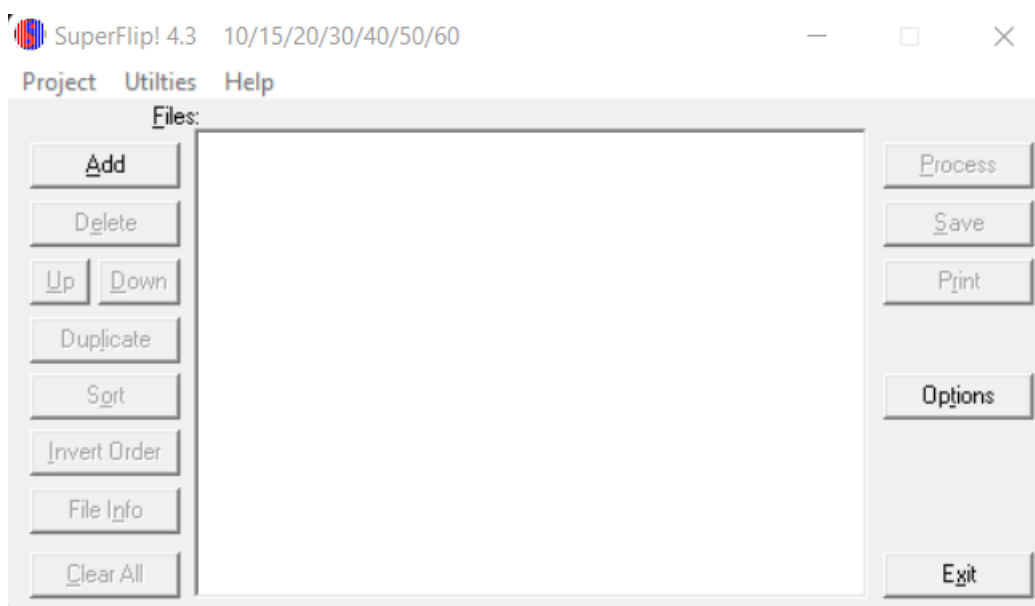 SuperFlip! 4.3 10/15/20/30/40/50/60
Project Utilties Help
Files:
Add
Process
Delete
Save
Up Down
Print
Duplicate
Sort
Options
Invert Order
File Info
Clear All
Exit